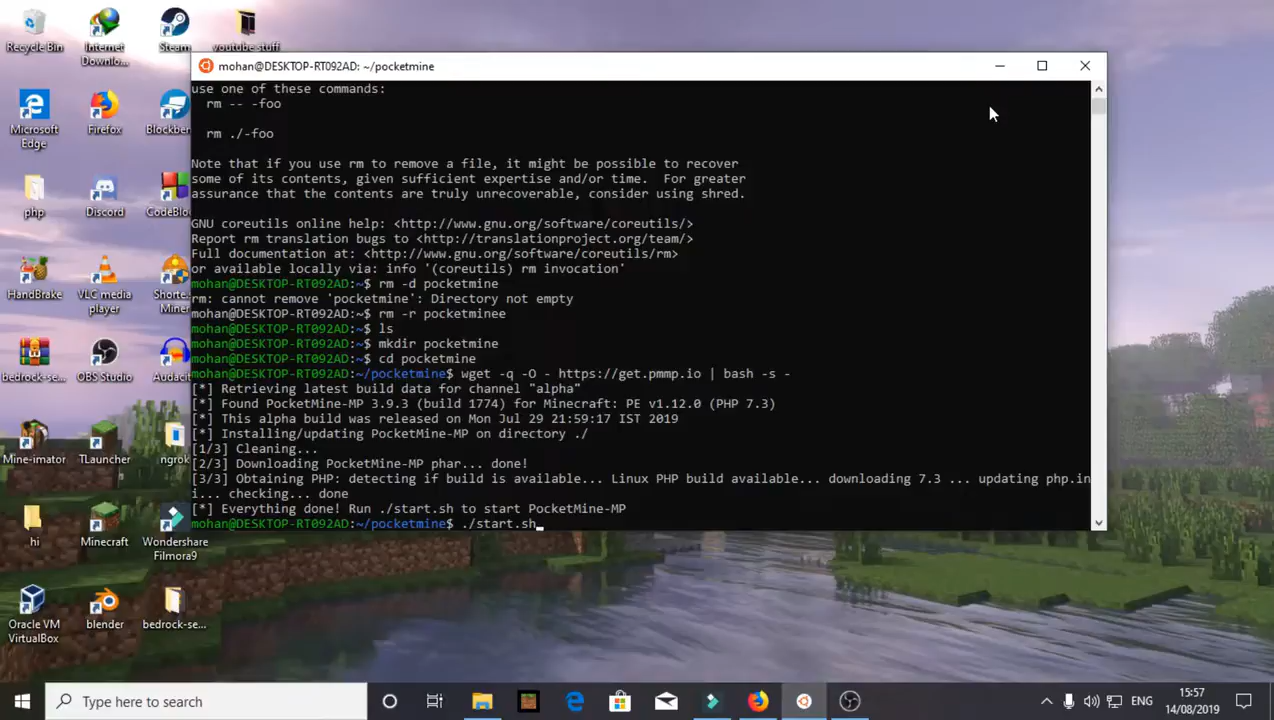 Recycle Bin
Internet
Downlo...
Steam
youtube-stuff
mohan@DESKTOP-RT092AD: ~/pocketmine
use one of these commands:
rm -- -foo
rm ./-foo
Note that if you use rm to remove a file, it might be possible to recover
some of its contents, given sufficient expertise and/or time.  For greater
assurance that the contents are truly unrecoverable, consider using shred.
GNU coreutils online help: <http://www.gnu.org/software/coreutils/>
Report rm translation bugs to <http://translationproject.org/team/>
Full documentation at: <http://www.gnu.org/software/coreutils/rm>
or available locally via: info '(coreutils) rm invocation'
mohan@DESKTOP-RT092AD:~$ rm -d pocketmine
rm: cannot remove 'pocketmine': Directory not empty
mohan@DESKTOP-RT092AD:~$ rm -r pocketminee
mohan@DESKTOP-RT092AD:~$ ls
mohan@DESKTOP-RT092AD:~$ mkdir pocketmine
mohan@DESKTOP-RT092AD:~$ cd pocketmine
mohan@DESKTOP-RT092AD:~/pocketmine$ wget -q -O - https://get.pmmp.io | bash -s -
[*] Retrieving latest build data for channel "alpha"
[*] Found PocketMine-MP 3.9.3 (build 1774) for Minecraft: PE v1.12.0 (PHP 7.3)
[*] This alpha build was released on Mon Jul 29 21:59:17 IST 2019
[*] Installing/updating PocketMine-MP on directory ./
[1/3] Cleaning...
[2/3] Downloading PocketMine-MP phar... done!
[3/3] Obtaining PHP: detecting if build is available... Linux PHP build available... downloading 7.3 ... updating php.in
i... checking... done
[*] Everything done! Run ./start.sh to start PocketMine-MP
mohan@DESKTOP-RT092AD:~/pocketmine$ ./start.sh
Microsoft
Edge
Firefox
Blockben
php
Discord
CodeBloc
HandBrake
VLC media
player
Shorte...
Miner
bedrock-se...
OBS Studio
Audacit
Mine-imator
TLauncher
ngrok
hi
Minecraft
Wondershare
Filmora9
Oracle VM
VirtualBox
blender
bedrock-se...
Type here to search
ENG
15:57
14/08/2019